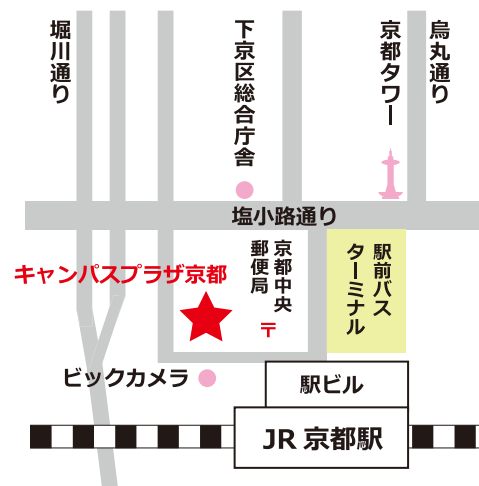 堀川通り
下京区総合庁舎
京都タワー
烏丸通り
塩小路通り
キャンパスプラザ京都
京都中央
郵便局
〒
駅前バス
ターミナル
ビックカメラ
駅ビル
JR 京都駅